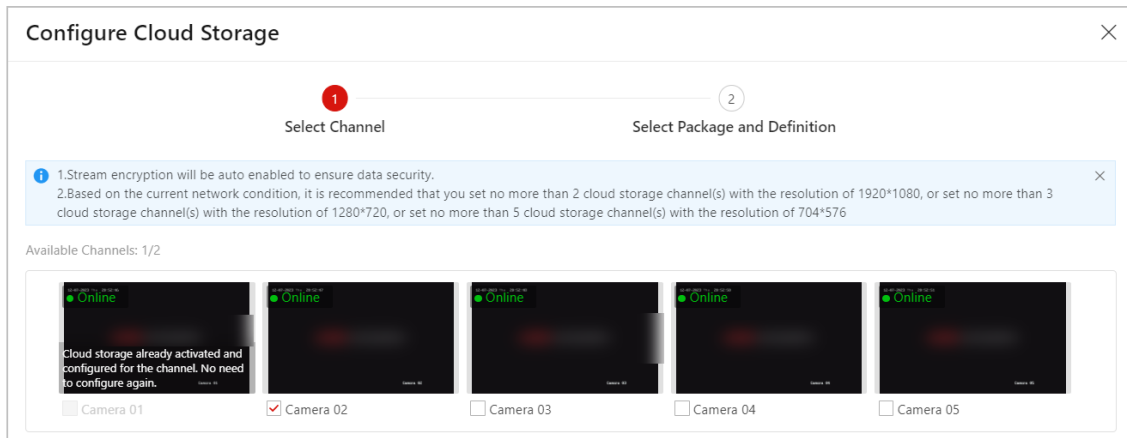 Configure Cloud Storage
1
2
Select Channel
Select Package and Definition
1.Stream encryption will be auto enabled to ensure data security.
2.Based on the current network condition, it is recommended that you set no more than 2 cloud storage channel(s) with the resolution of 1920*1080, or set no more than 3
cloud storage channel(s) with the resolution of 1280*720, or set no more than 5 cloud storage channel(s) with the resolution of 704*576
Available Channels: 1/2
Online
Online
Online
Online
Online
Cloud storage already activated and
configured for the channel. No need
to configure again.
Camera 01
Camera 02
Camera 03
Camera 04
Camera 05